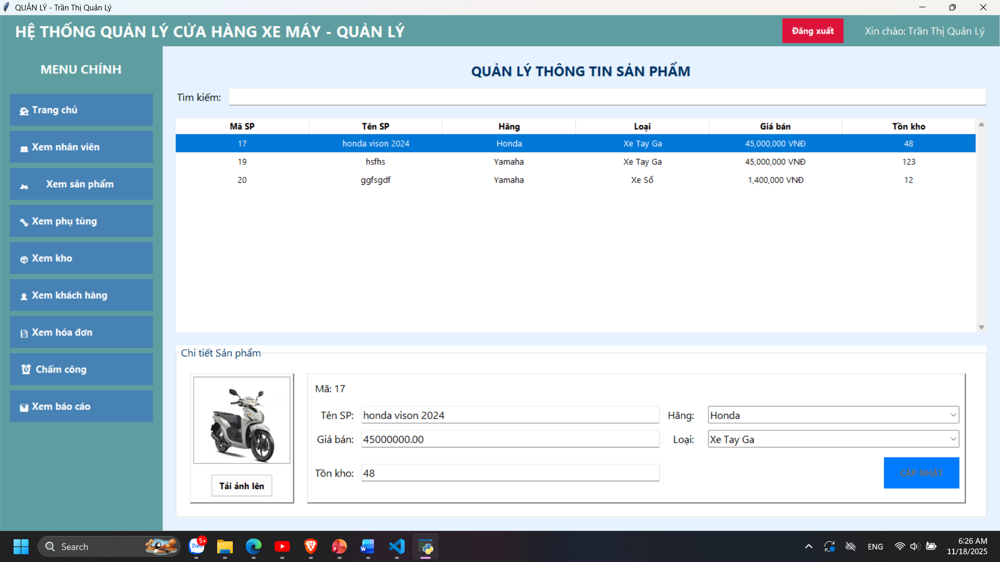 QUẢN LÝ - Trần Thị Quản Lý
HỆ THỐNG QUẢN LÝ CỬA HÀNG XE MÁY - QUẢN LÝ
Đăng xuất
Xin chào: Trần Thị Quản Lý
MENU CHÍNH
Trang chủ
Xem nhân viên
Xem sản phẩm
Xem phụ tùng
Xem kho
Xem khách hàng
Xem hóa đơn
Chấm công
Xem báo cáo
QUẢN LÝ THÔNG TIN SẢN PHẨM
Tìm kiếm:
Mã SP Tên SP Hãng Loại Giá bán Tồn kho
17 honda vison 2024 Honda Xe Tay Ga 45,000,000 VNĐ 48
19 hsfhs Yamaha Xe Tay Ga 45,000,000 VNĐ 123
20 ggfsgdf Yamaha Xe Số 1,400,000 VNĐ 12
Chi tiết Sản phẩm
Tải ảnh lên
Mã: 17
Tên SP: honda vison 2024 Hãng: Honda
Giá bán: 45000000.00 Loại: Xe Tay Ga
Tồn kho: 48
CẬP NHẬT
Search
Zalo
5+
P
W
ENG
6:26 AM
11/18/2025